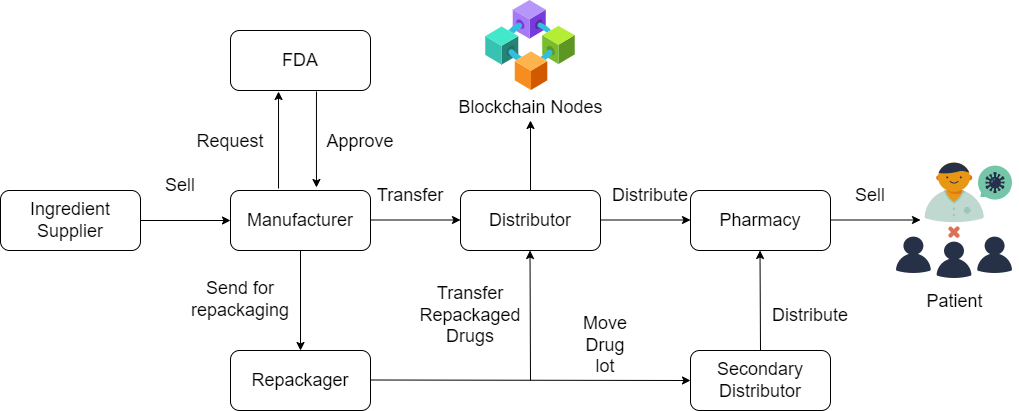 FDA
Blockchain Nodes
Request
Approve
Sell
Transfer
Distribute
Sell
Ingredient
Supplier
Manufacturer
Distributor
Pharmacy
Send for
repackaging
Transfer
Repackaged
Drugs
Move
Drug
lot
Distribute
Patient
Repackager
Secondary
Distributor